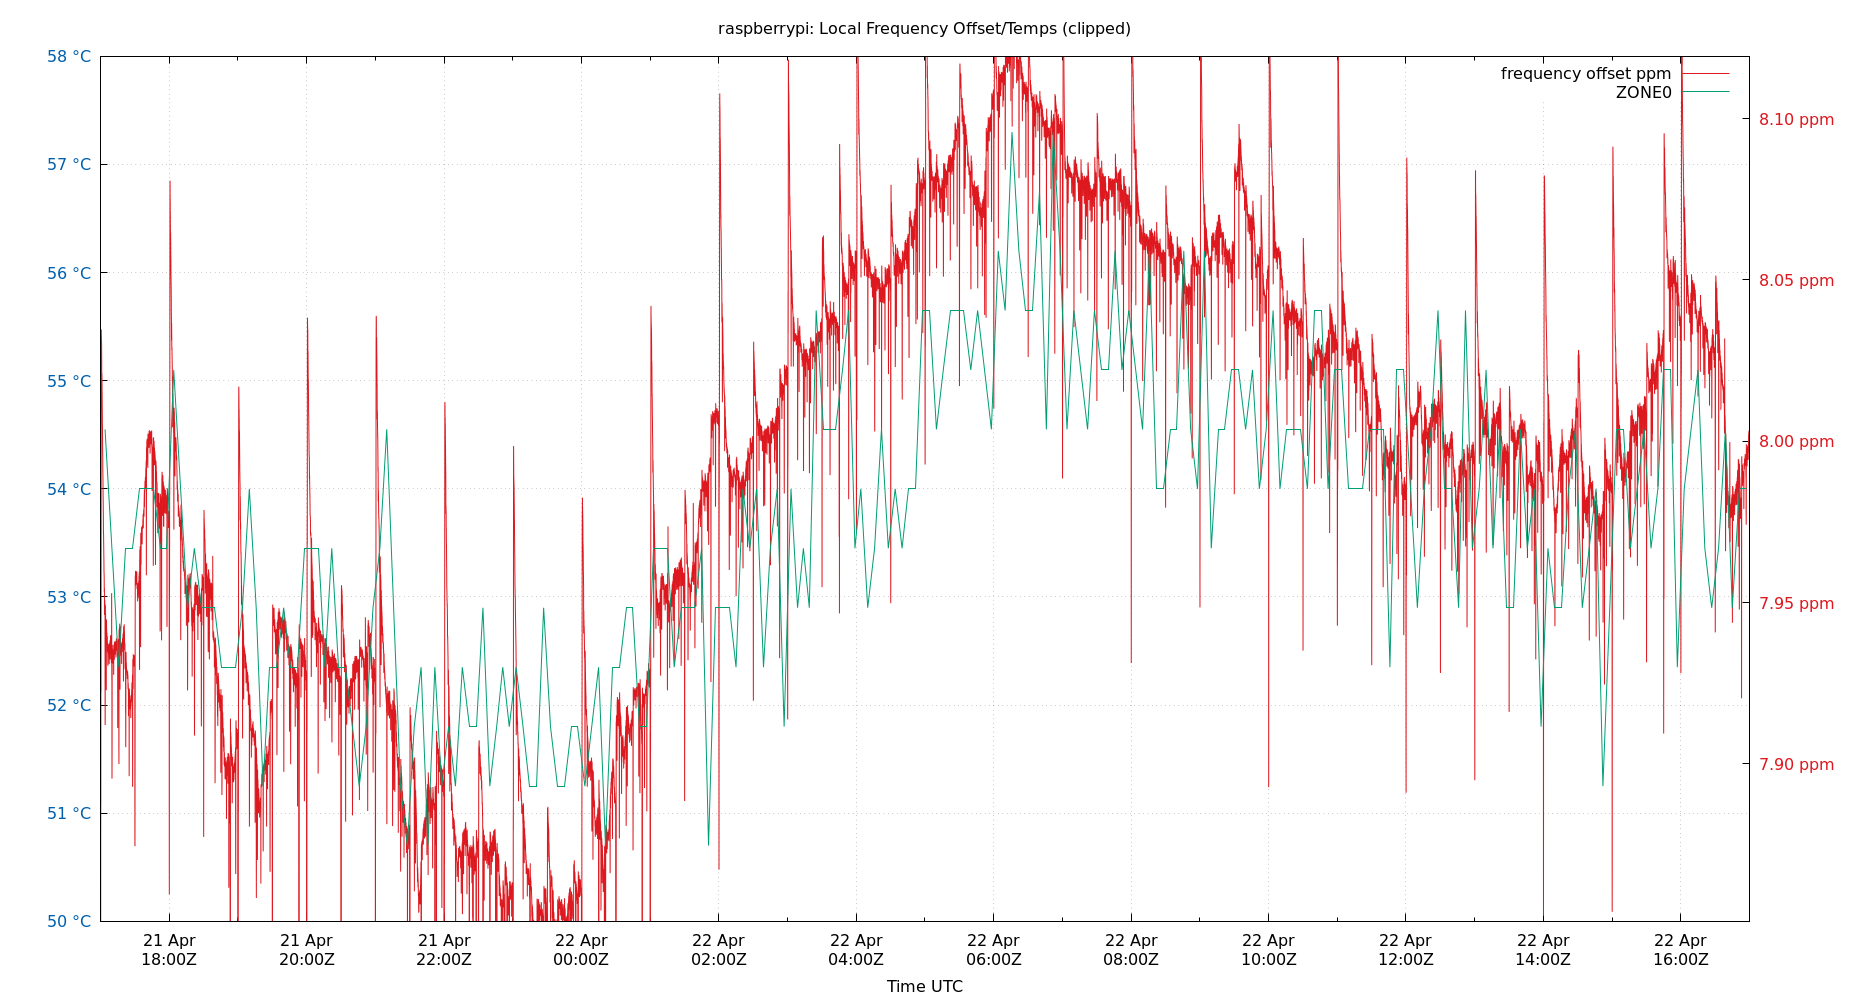 raspberrypi: Local Frequency Offset/Temps (clipped)
frequency offset ppm
ZONE0
58 °C
57 °C
56 °C
55 °C
54 °C
53 °C
52 °C
51 °C
50 °C
8.10 ppm
8.05 ppm
8.00 ppm
7.95 ppm
7.90 ppm
21 Apr 21 Apr 21 Apr 22 Apr 22 Apr 22 Apr 22 Apr 22 Apr 22 Apr 22 Apr 22 Apr 22 Apr
18:00Z 20:00Z 22:00Z 00:00Z 02:00Z 04:00Z 06:00Z 08:00Z 10:00Z 12:00Z 14:00Z 16:00Z
Time UTC